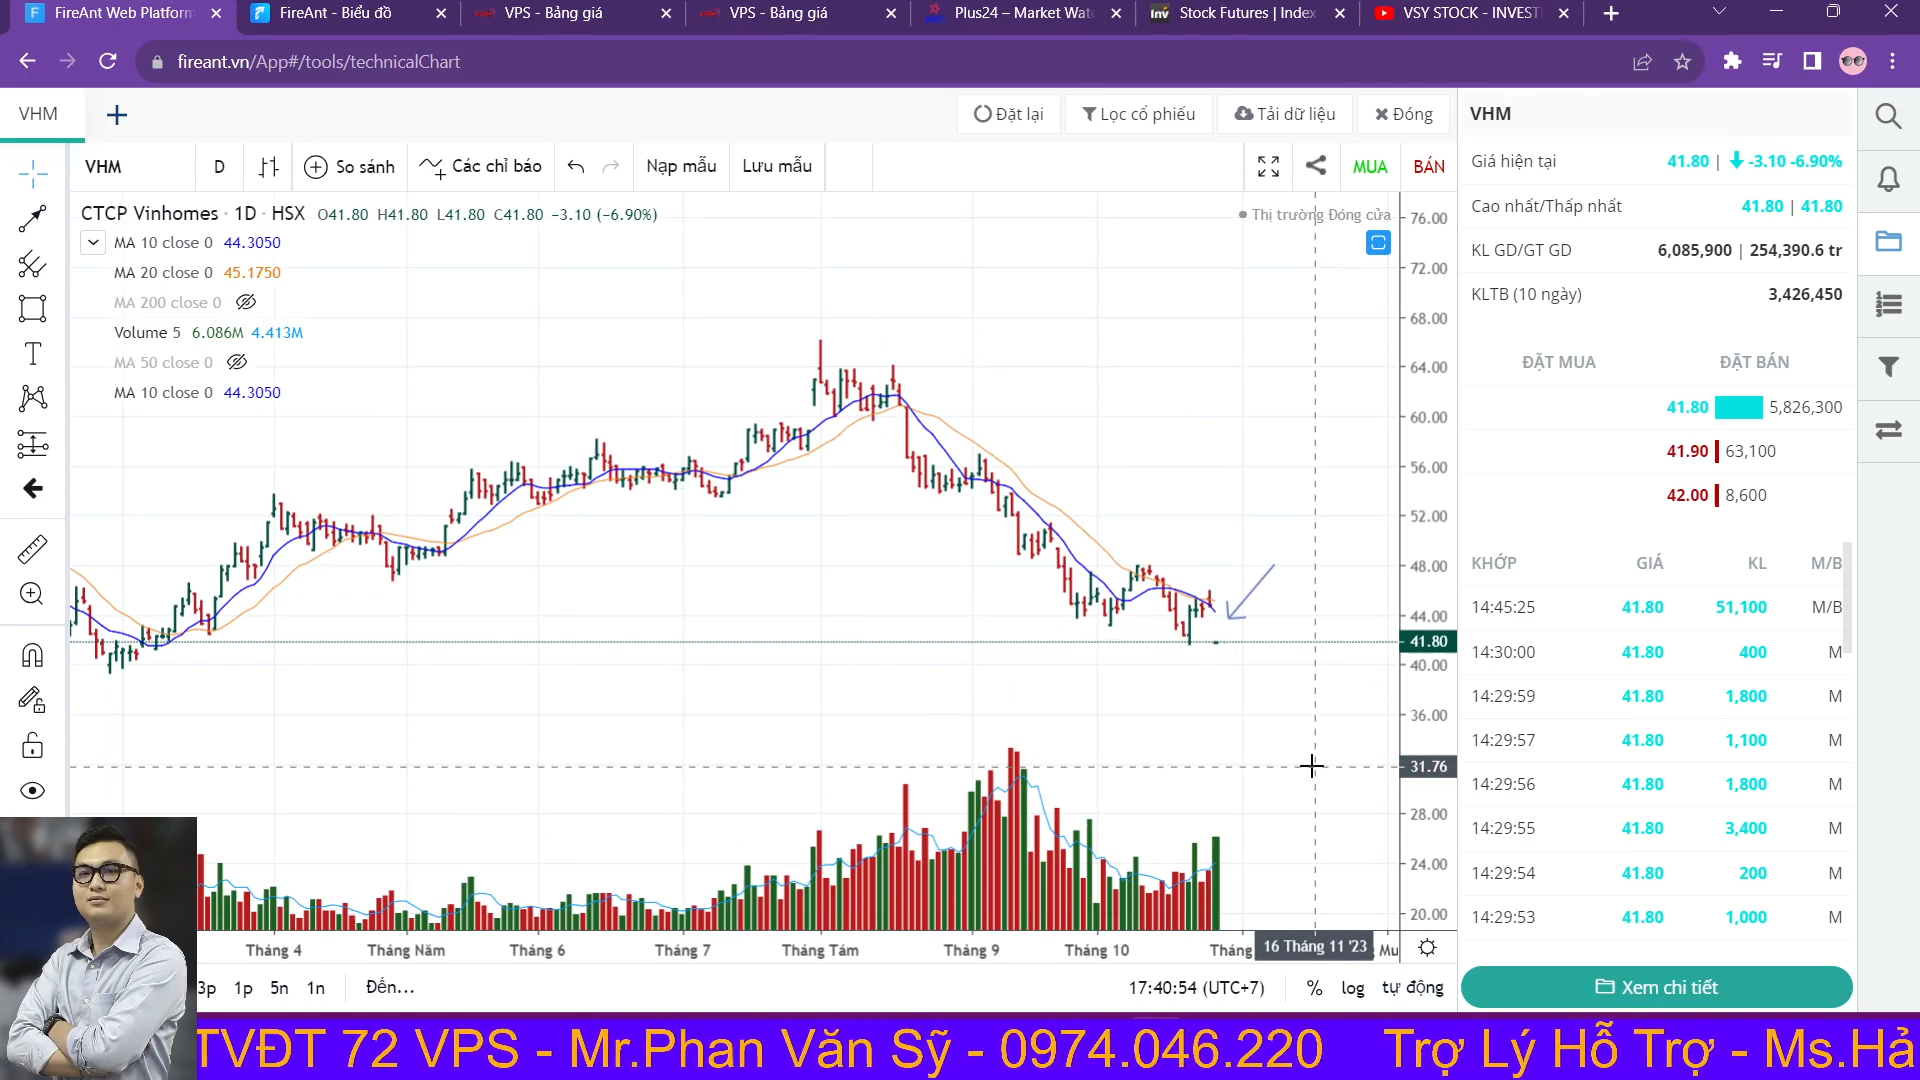 FireAnt Web Platform
FireAnt - Biểu đồ
VPS - Bảng giá
VPS - Bảng giá
Plus24 – Market Wat
Stock Futures | Index
VSY STOCK - INVEST
fireant.vn/App#/tools/technicalChart
VHM
Đặt lại
Lọc cổ phiếu
Tải dữ liệu
Đóng
VHM
VHM
D
So sánh
Các chỉ báo
Nạp mẫu
Lưu mẫu
MUA
BÁN
CTCP Vinhomes · 1D · HSX O41.80 H41.80 L41.80 C41.80 −3.10 (−6.90%)
Thị trường Đóng cửa
MA 10 close 0 44.3050
MA 20 close 0 45.1750
MA 200 close 0
Volume 5 6.086M 4.413M
MA 50 close 0
MA 10 close 0 44.3050
76.00
72.00
68.00
64.00
60.00
56.00
52.00
48.00
44.00
41.80
40.00
36.00
31.76
28.00
24.00
20.00
Tháng 4
Tháng Năm
Tháng 6
Tháng 7
Tháng Tám
Tháng 9
Tháng 10
Tháng
16 Tháng 11 '23
Mu
3p 1p 5n 1n Đến...
17:40:54 (UTC+7) % log tự động
Giá hiện tại 41.80 | -3.10 -6.90%
Cao nhất/Thấp nhất 41.80 | 41.80
KL GD/GT GD 6,085,900 | 254,390.6 tr
KLTB (10 ngày) 3,426,450
ĐẶT MUA ĐẶT BÁN
41.80 5,826,300
41.90 63,100
42.00 8,600
KHỚP GIÁ KL M/B
14:45:25 41.80 51,100 M/B
14:30:00 41.80 400 M
14:29:59 41.80 1,800 M
14:29:57 41.80 1,100 M
14:29:56 41.80 1,800 M
14:29:55 41.80 3,400 M
14:29:54 41.80 200 M
14:29:53 41.80 1,000 M
Xem chi tiết
TVĐT 72 VPS - Mr.Phan Văn Sỹ - 0974.046.220 Trợ Lý Hỗ Trợ - Ms.Hả